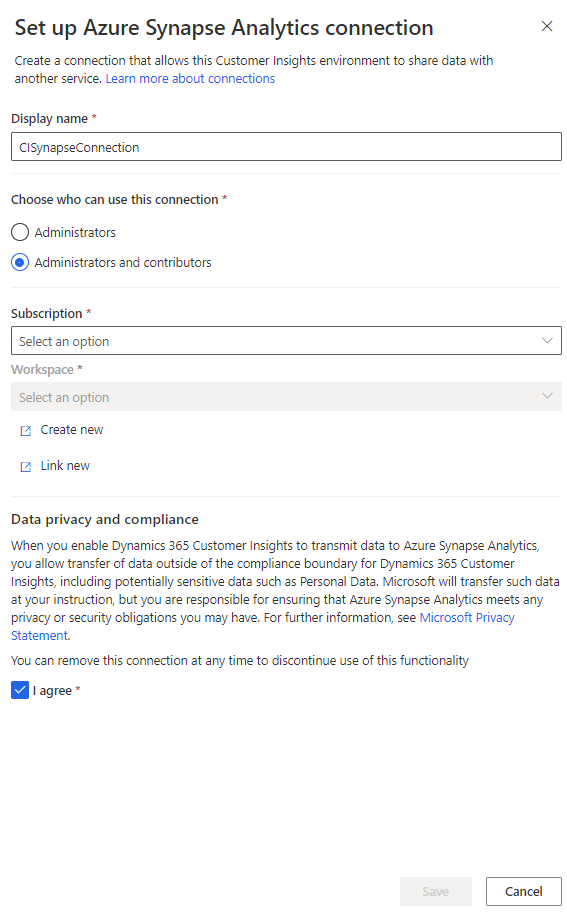 Set up Azure Synapse Analytics connection
Create a connection that allows this Customer Insights environment to share data with
another service. Learn more about connections
Display name *
CISynapseConnection
Choose who can use this connection *
Administrators
Administrators and contributors
Subscription *
Select an option
Workspace *
Select an option
Create new
Link new
Data privacy and compliance
When you enable Dynamics 365 Customer Insights to transmit data to Azure Synapse Analytics,
you allow transfer of data outside of the compliance boundary for Dynamics 365 Customer
Insights, including potentially sensitive data such as Personal Data. Microsoft will transfer such data
at your instruction, but you are responsible for ensuring that Azure Synapse Analytics meets any
privacy or security obligations you may have. For further information, see Microsoft Privacy
Statement.
You can remove this connection at any time to discontinue use of this functionality
I agree *
Save
Cancel